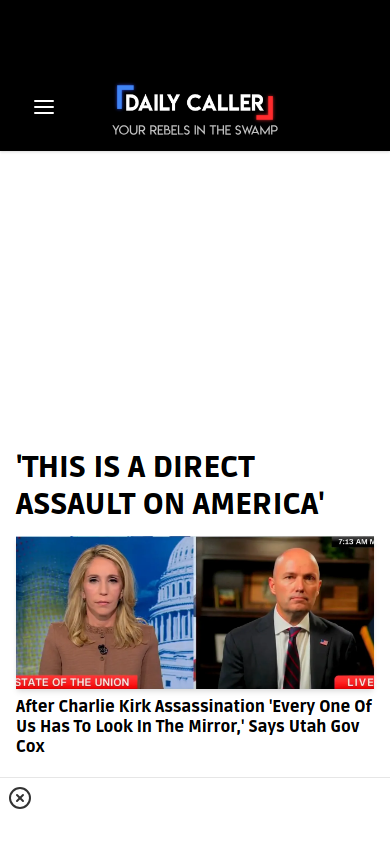 DAILY CALLER
YOUR REBELS IN THE SWAMP
'THIS IS A DIRECT
ASSAULT ON AMERICA'
7:13 AM M
STATE OF THE UNION
LIVE
After Charlie Kirk Assassination 'Every One Of
Us Has To Look In The Mirror,' Says Utah Gov
Cox